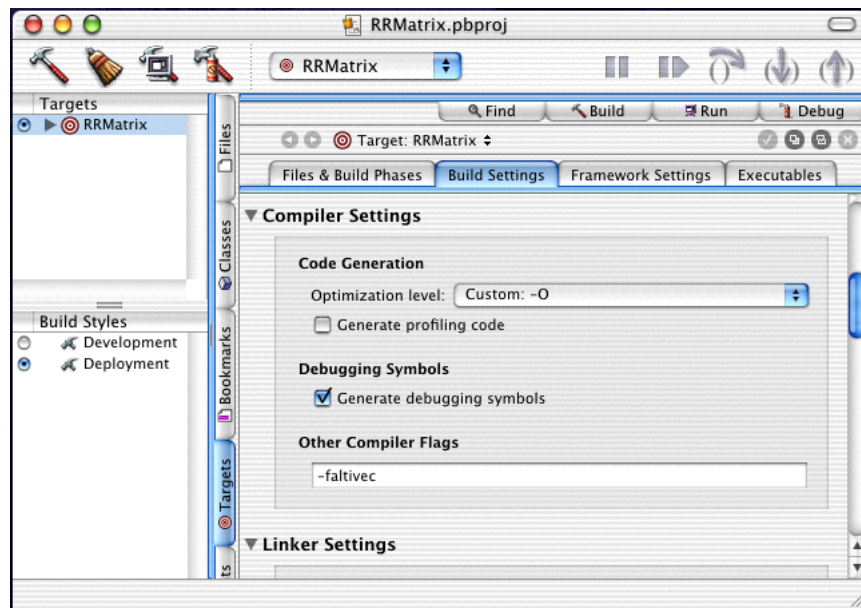 RRMatrix.pbproj
RRMatrix
Targets
RRMatrix
Files
Classes
Bookmarks
Targets
ts
Find
Build
Run
Debug
Target: RRMatrix
Files & Build Phases
Build Settings
Framework Settings
Executables
Compiler Settings
Code Generation
Optimization level:
Custom: -O
Generate profiling code
Debugging Symbols
Generate debugging symbols
Other Compiler Flags
-faltivec
Linker Settings
Build Styles
Development
Deployment